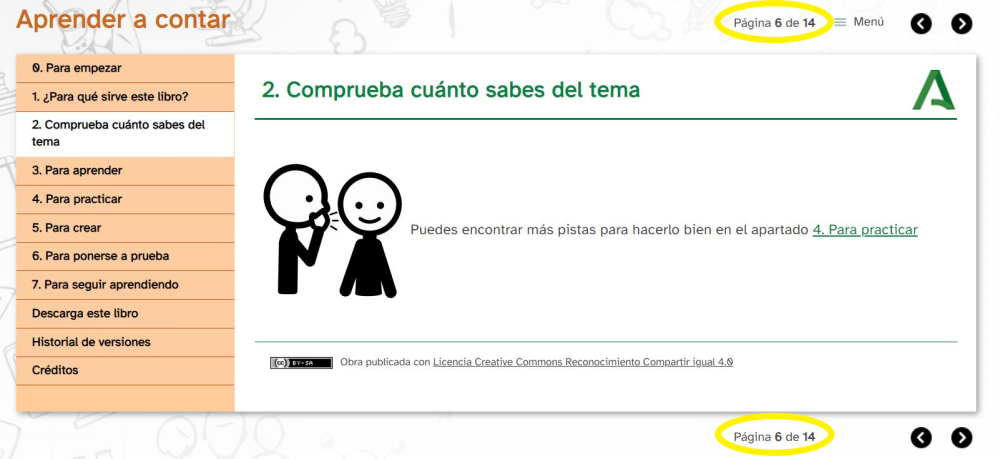 Aprender a contar
Página 6 de 14
Menú
0. Para empezar
1. ¿Para qué sirve este libro?
2. Comprueba cuánto sabes del
tema
3. Para aprender
4. Para practicar
5. Para crear
6. Para ponerse a prueba
7. Para seguir aprendiendo
Descarga este libro
Historial de versiones
Créditos
2. Comprueba cuánto sabes del tema
Puedes encontrar más pistas para hacerlo bien en el apartado 4. Para practicar
(cc) BY-SA
Obra publicada con Licencia Creative Commons Reconocimiento Compartir igual 4.0
Página 6 de 14